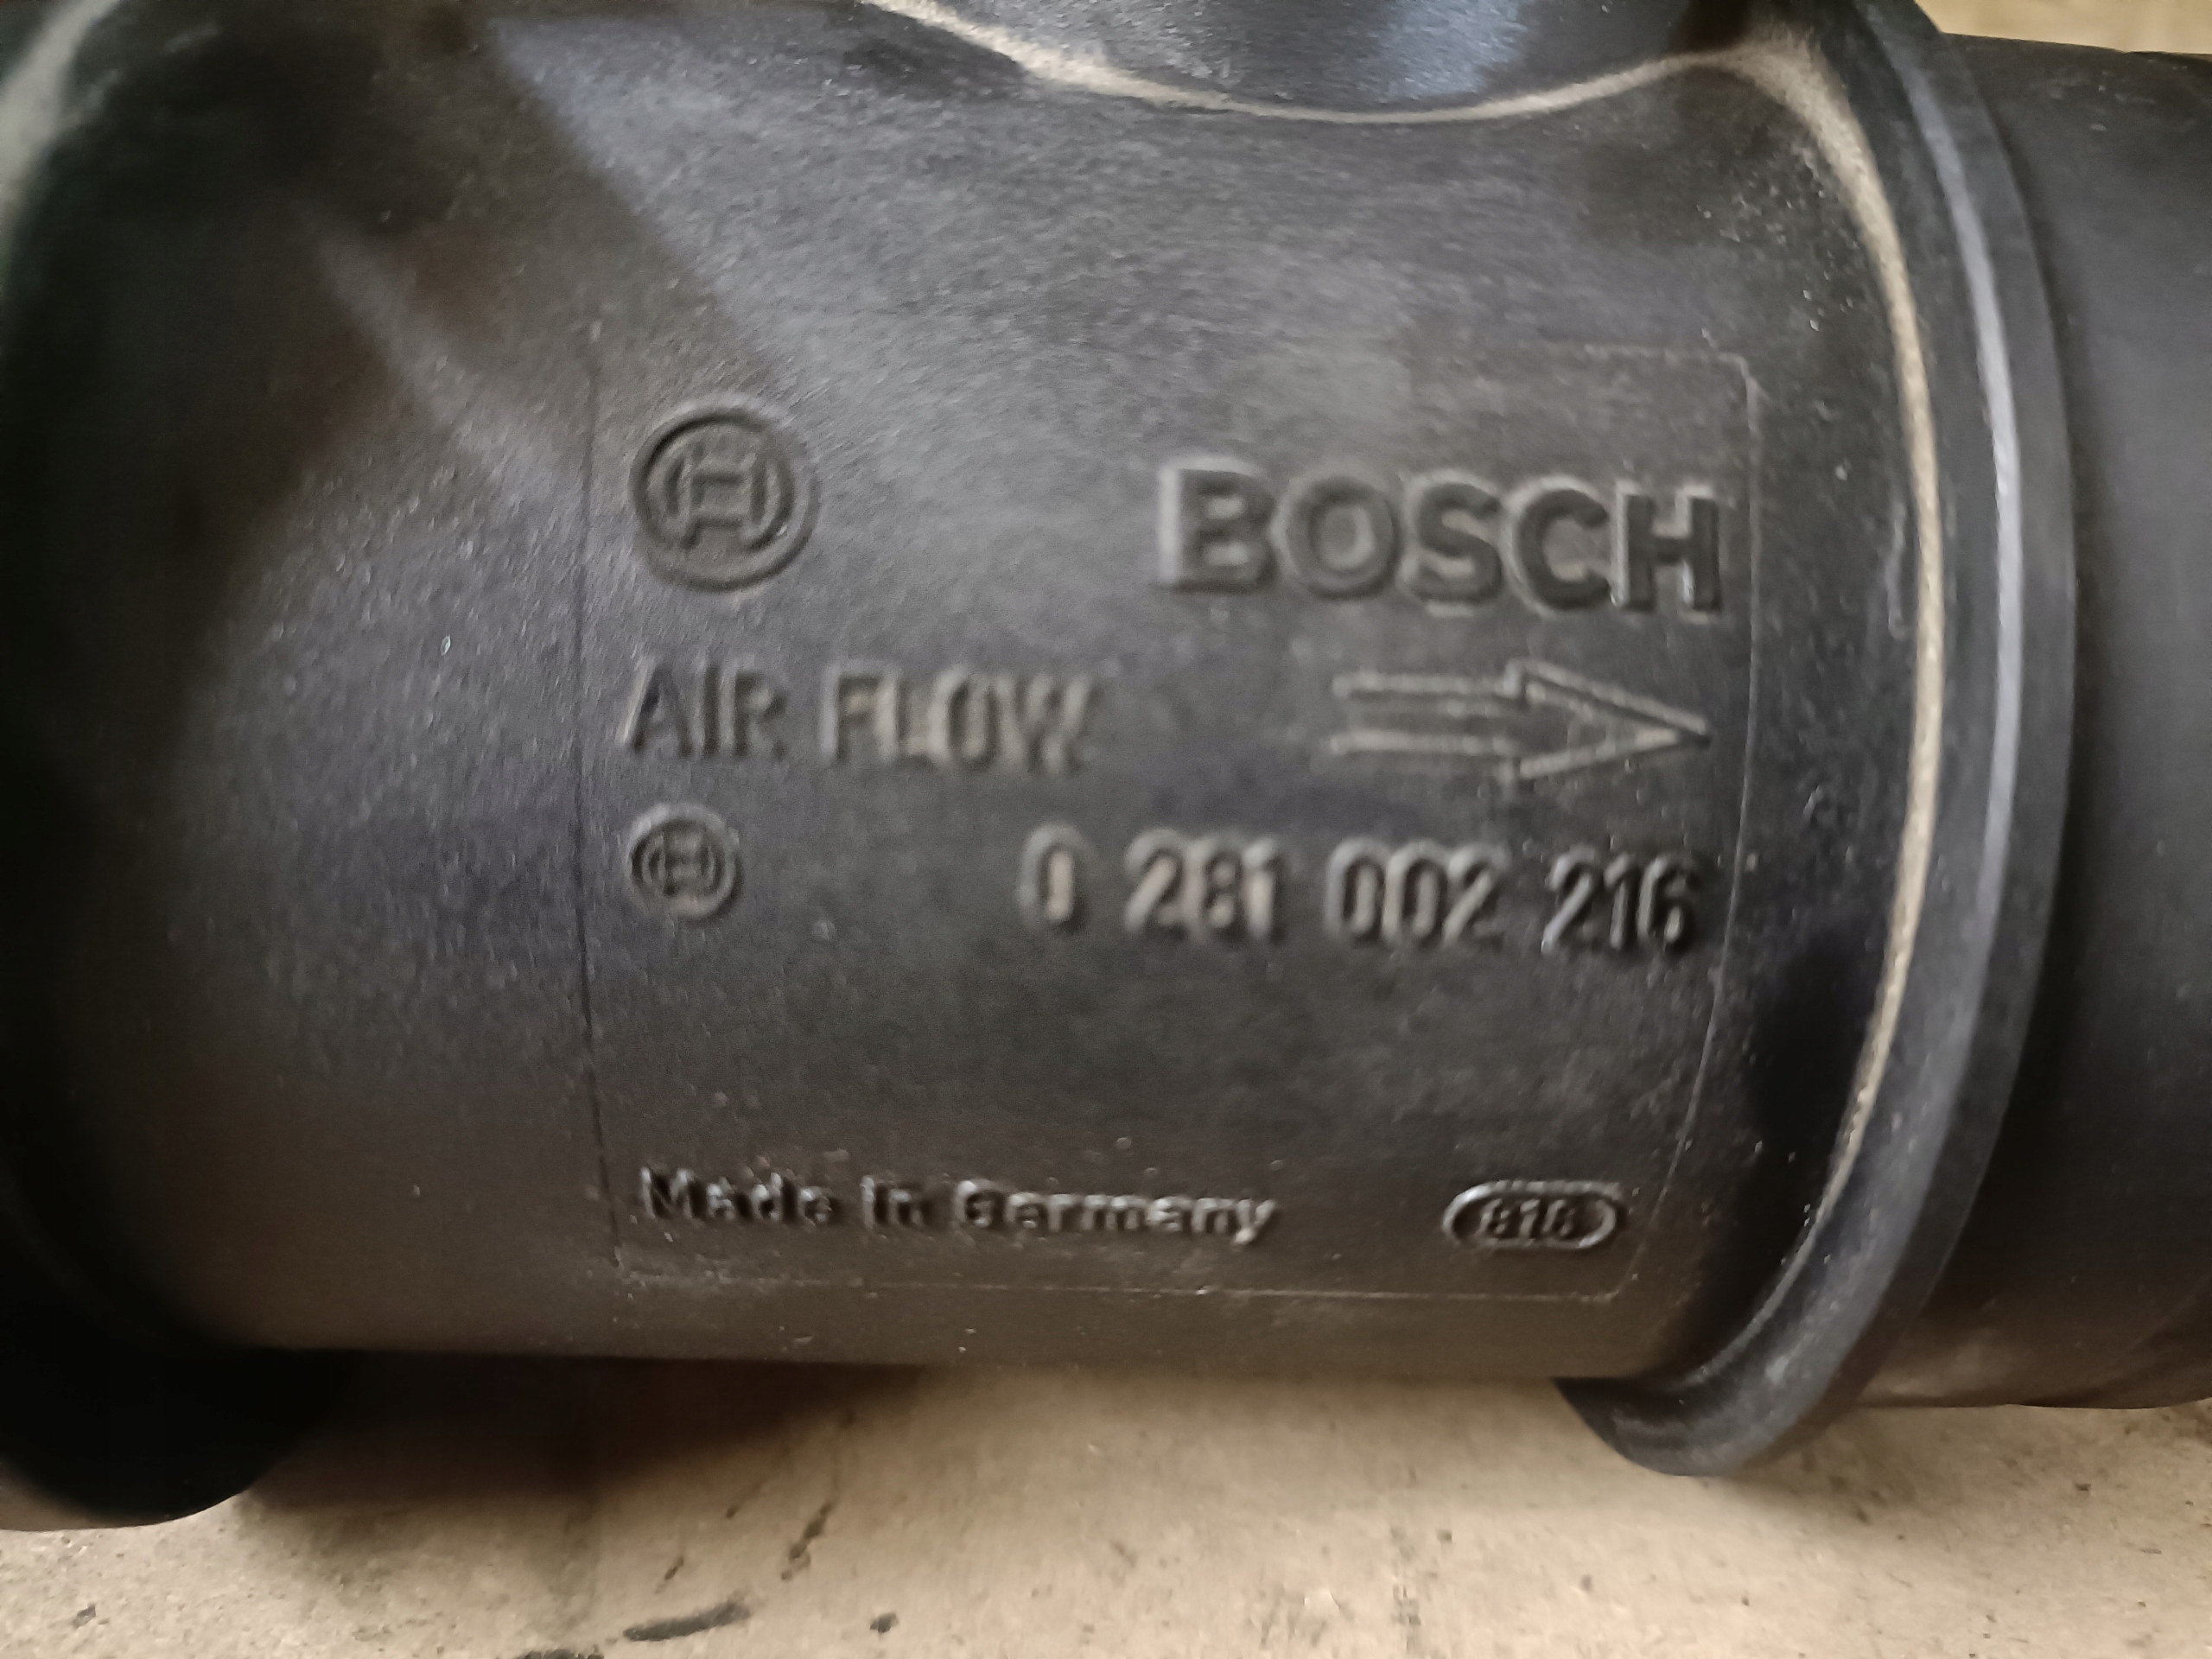 BOSCH
AIR FLOW
0 281 002 216
Made in Germany